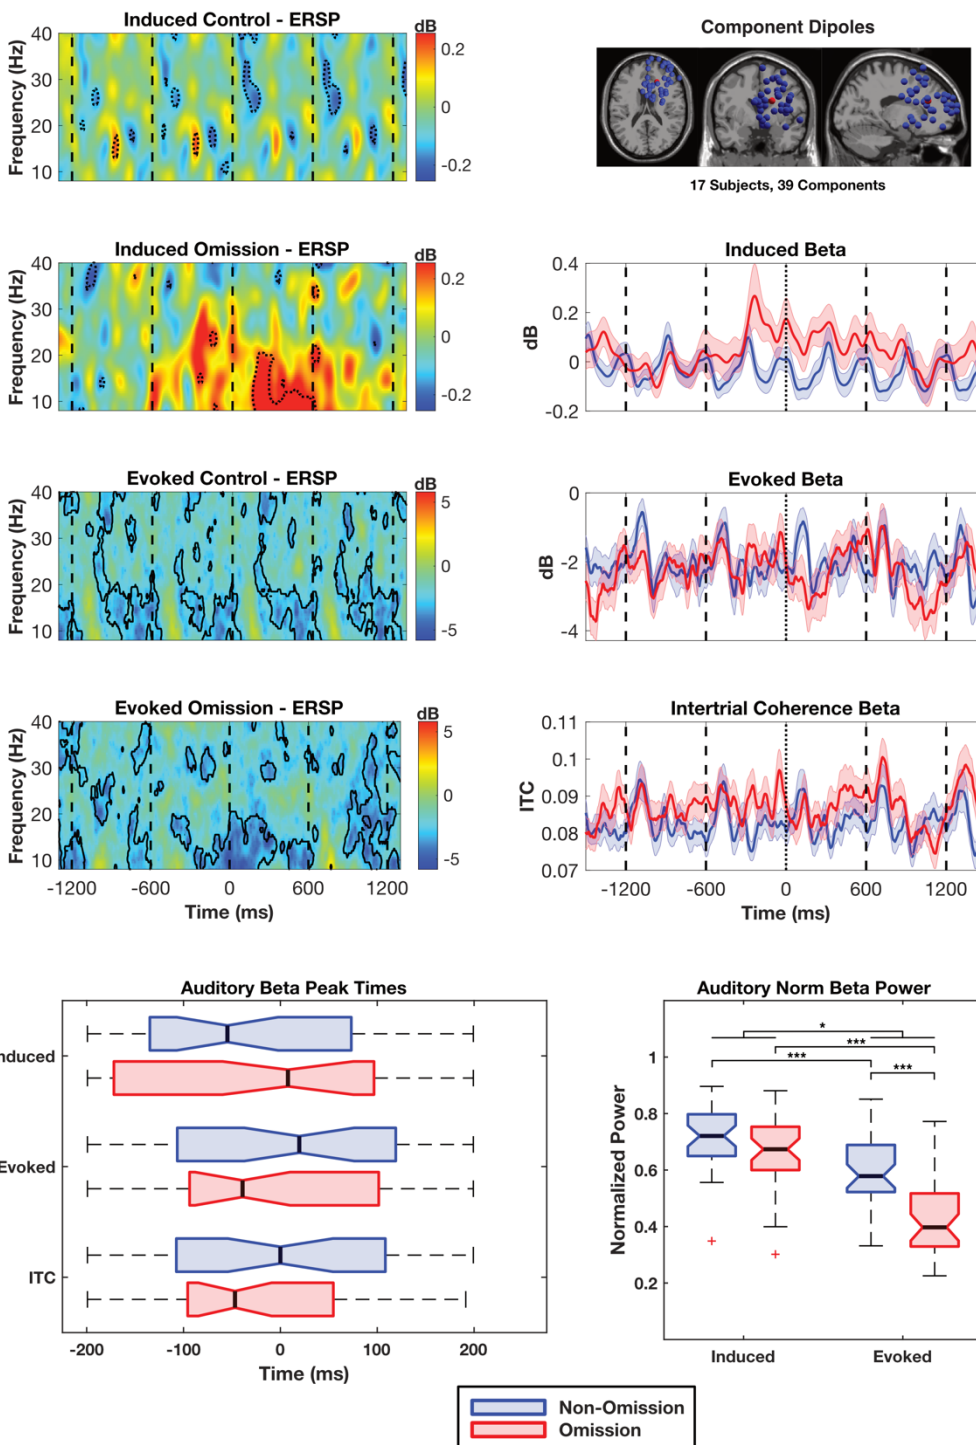 Induced Control - ERSP
dB
Frequency (Hz)
40
30
20
10
0.2
0
-0.2
Component Dipoles
17 Subjects, 39 Components
Induced Omission - ERSP
dB
Frequency (Hz)
40
30
20
10
0.2
0
-0.2
Induced Beta
dB
0.4
0.2
0
-0.2
Evoked Control - ERSP
dB
Frequency (Hz)
40
30
20
10
5
0
-5
Evoked Beta
dB
0
-2
-4
Evoked Omission - ERSP
dB
Frequency (Hz)
40
30
20
10
5
0
-5
-1200 -600 0 600 1200
Time (ms)
Intertrial Coherence Beta
ITC
0.11
0.1
0.09
0.08
0.07
-1200 -600 0 600 1200
Time (ms)
Auditory Beta Peak Times
nduced
Evoked
ITC
-200 -100 0 100 200
Time (ms)
Auditory Norm Beta Power
Normalized Power
*
***
*** ***
1
0.8
0.6
0.4
0.2
Induced Evoked
Non-Omission
Omission